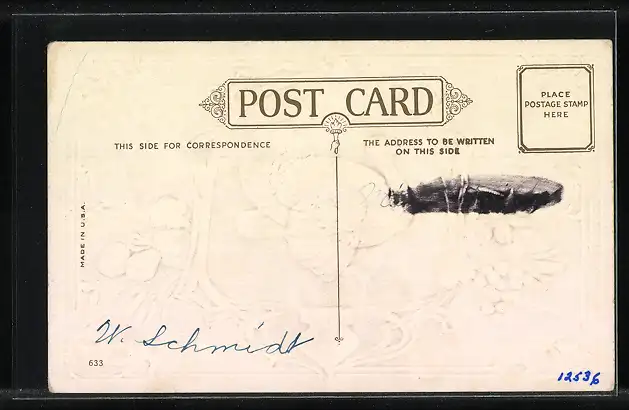 POST CARD
PLACE
POSTAGE STAMP
HERE
THIS SIDE FOR CORRESPONDENCE
THE ADDRESS TO BE WRITTEN
ON THIS SIDE
MADE IN U.S.A.
W. Schmidt
633
12536